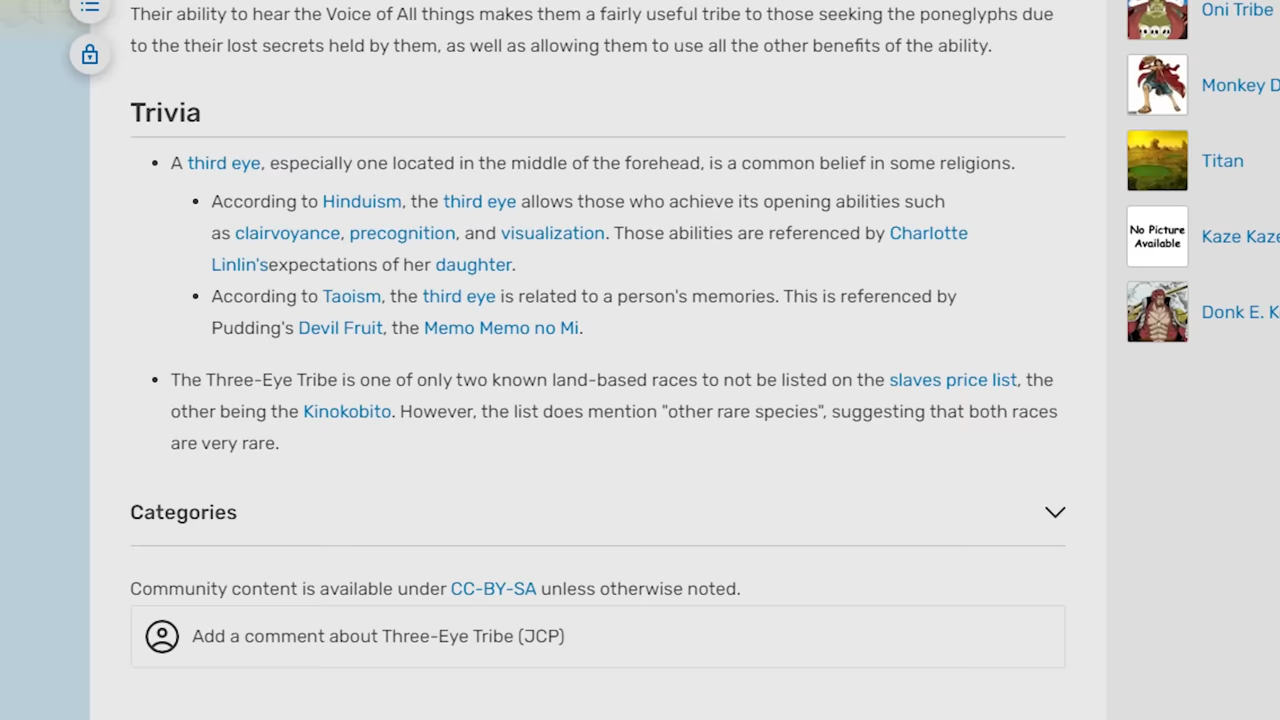 Their ability to hear the Voice of All things makes them a fairly useful tribe to those seeking the poneglyphs due
to the their lost secrets held by them, as well as allowing them to use all the other benefits of the ability.
Trivia
• A third eye, especially one located in the middle of the forehead, is a common belief in some religions.
• According to Hinduism, the third eye allows those who achieve its opening abilities such
as clairvoyance, precognition, and visualization. Those abilities are referenced by Charlotte
Linlin'sexpectations of her daughter.
• According to Taoism, the third eye is related to a person's memories. This is referenced by
Pudding's Devil Fruit, the Memo Memo no Mi.
• The Three-Eye Tribe is one of only two known land-based races to not be listed on the slaves price list, the
other being the Kinokobito. However, the list does mention "other rare species", suggesting that both races
are very rare.
Categories
Community content is available under CC-BY-SA unless otherwise noted.
Add a comment about Three-Eye Tribe (JCP)
Oni Tribe
Monkey D
Titan
No Picture
Available
Kaze Kaze
Donk E. K